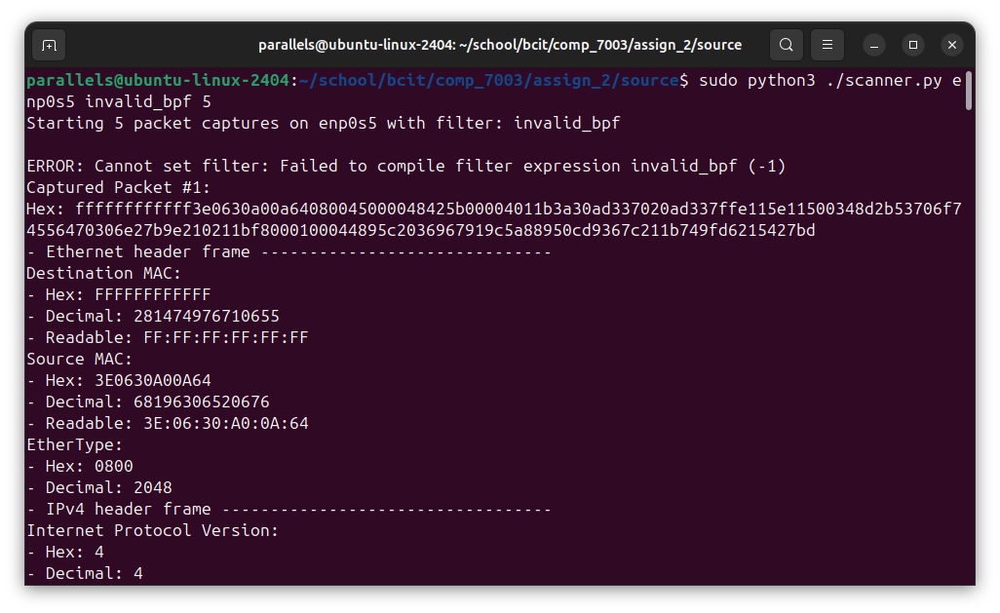 parallels@ubuntu-linux-2404: ~/school/bcit/comp_7003/assign_2/source
parallels@ubuntu-linux-2404:~/school/bcit/comp_7003/assign_2/source$ sudo python3 ./scanner.py e
np0s5 invalid_bpf 5
Starting 5 packet captures on enp0s5 with filter: invalid_bpf
ERROR: Cannot set filter: Failed to compile filter expression invalid_bpf (-1)
Captured Packet #1:
Hex: ffffffffffff3e0630a00a64080045000048425b00004011b3a30ad337020ad337ffe115e11500348d2b53706f7
4556470306e27b9e210211bf8000100044895c2036967919c5a88950cd9367c211b749fd6215427bd
- Ethernet header frame ------------------------------
Destination MAC:
- Hex: FFFFFFFFFFFF
- Decimal: 281474976710655
- Readable: FF:FF:FF:FF:FF:FF
Source MAC:
- Hex: 3E0630A00A64
- Decimal: 68196306520676
- Readable: 3E:06:30:A0:0A:64
EtherType:
- Hex: 0800
- Decimal: 2048
- IPv4 header frame ----------------------------------
Internet Protocol Version:
- Hex: 4
- Decimal: 4